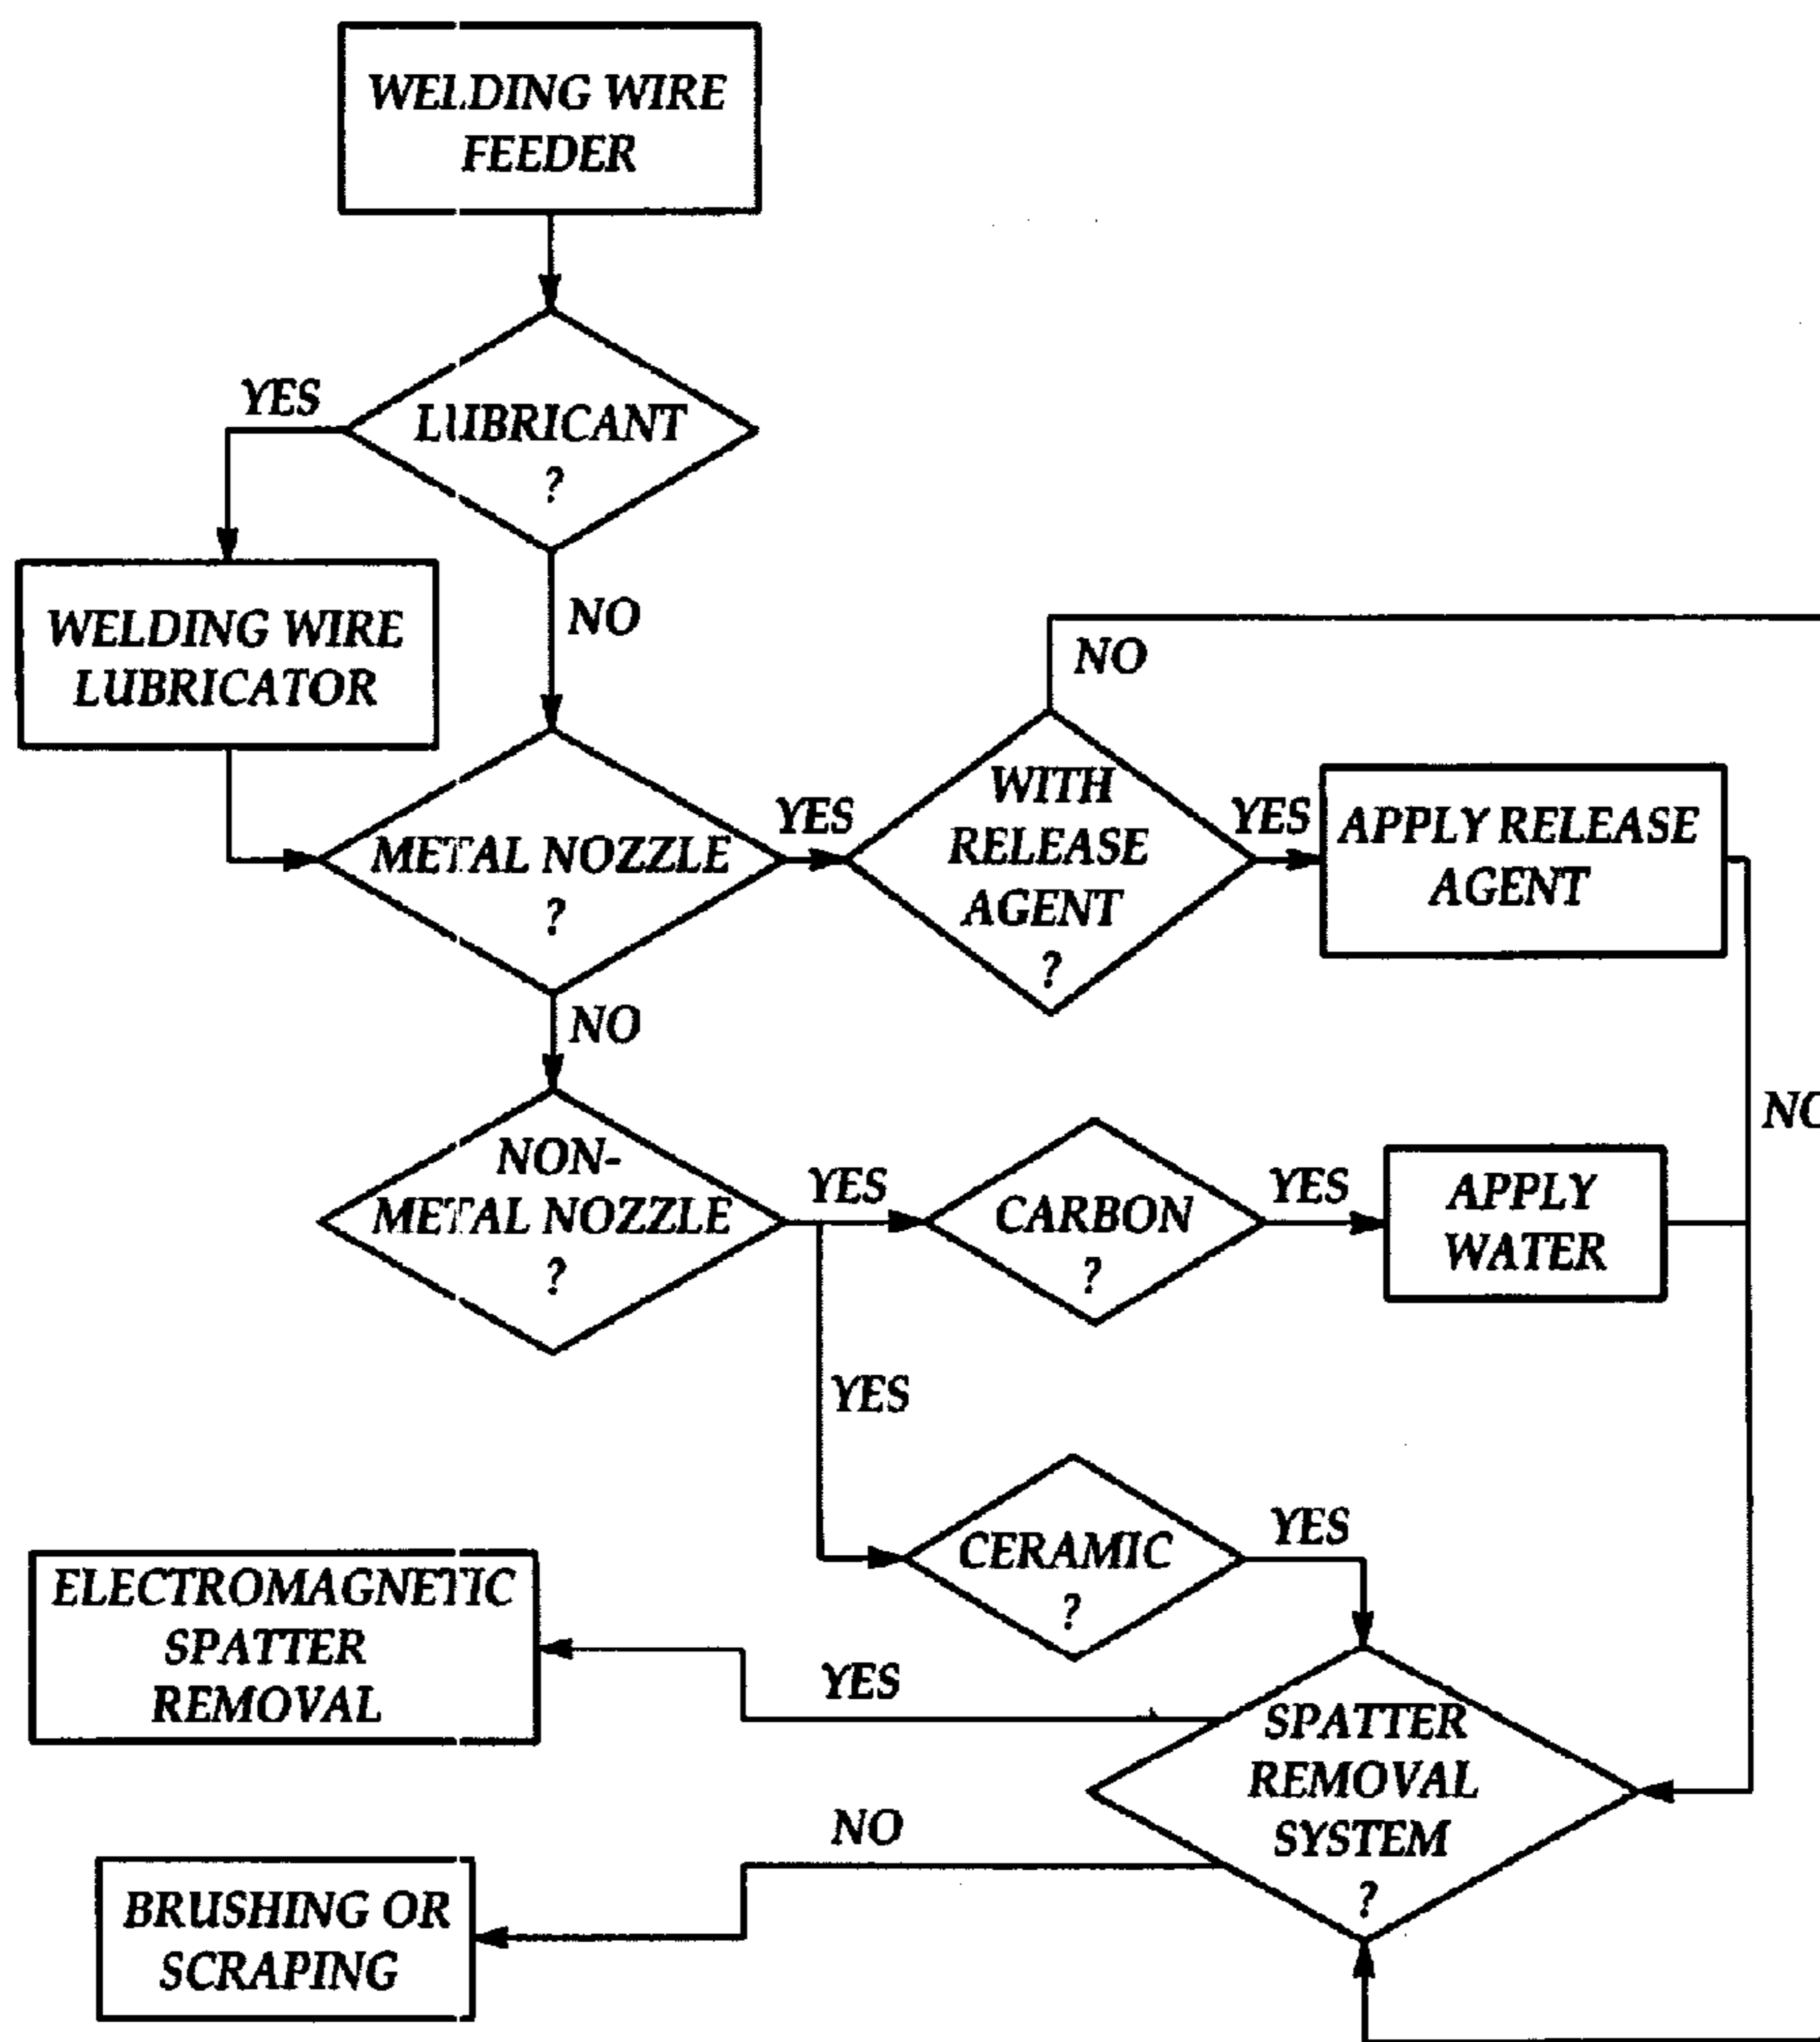 WELDING WIRE
FEEDER
YES
LUBRICANT
?
WELDING WIRE
LUBRICATOR
NO
NO
METAL NOZZLE
?
YES
WITH
RELEASE
AGENT
?
YES
APPLY RELEASE
AGENT
NO
NON-
METAL NOZZLE
?
YES
CARBON
?
YES
APPLY
WATER
YES
CERAMIC
?
YES
ELECTROMAGNETIC
SPATTER
REMOVAL
YES
SPATTER
REMOVAL
SYSTEM
?
NO
BRUSHING OR
SCRAPING